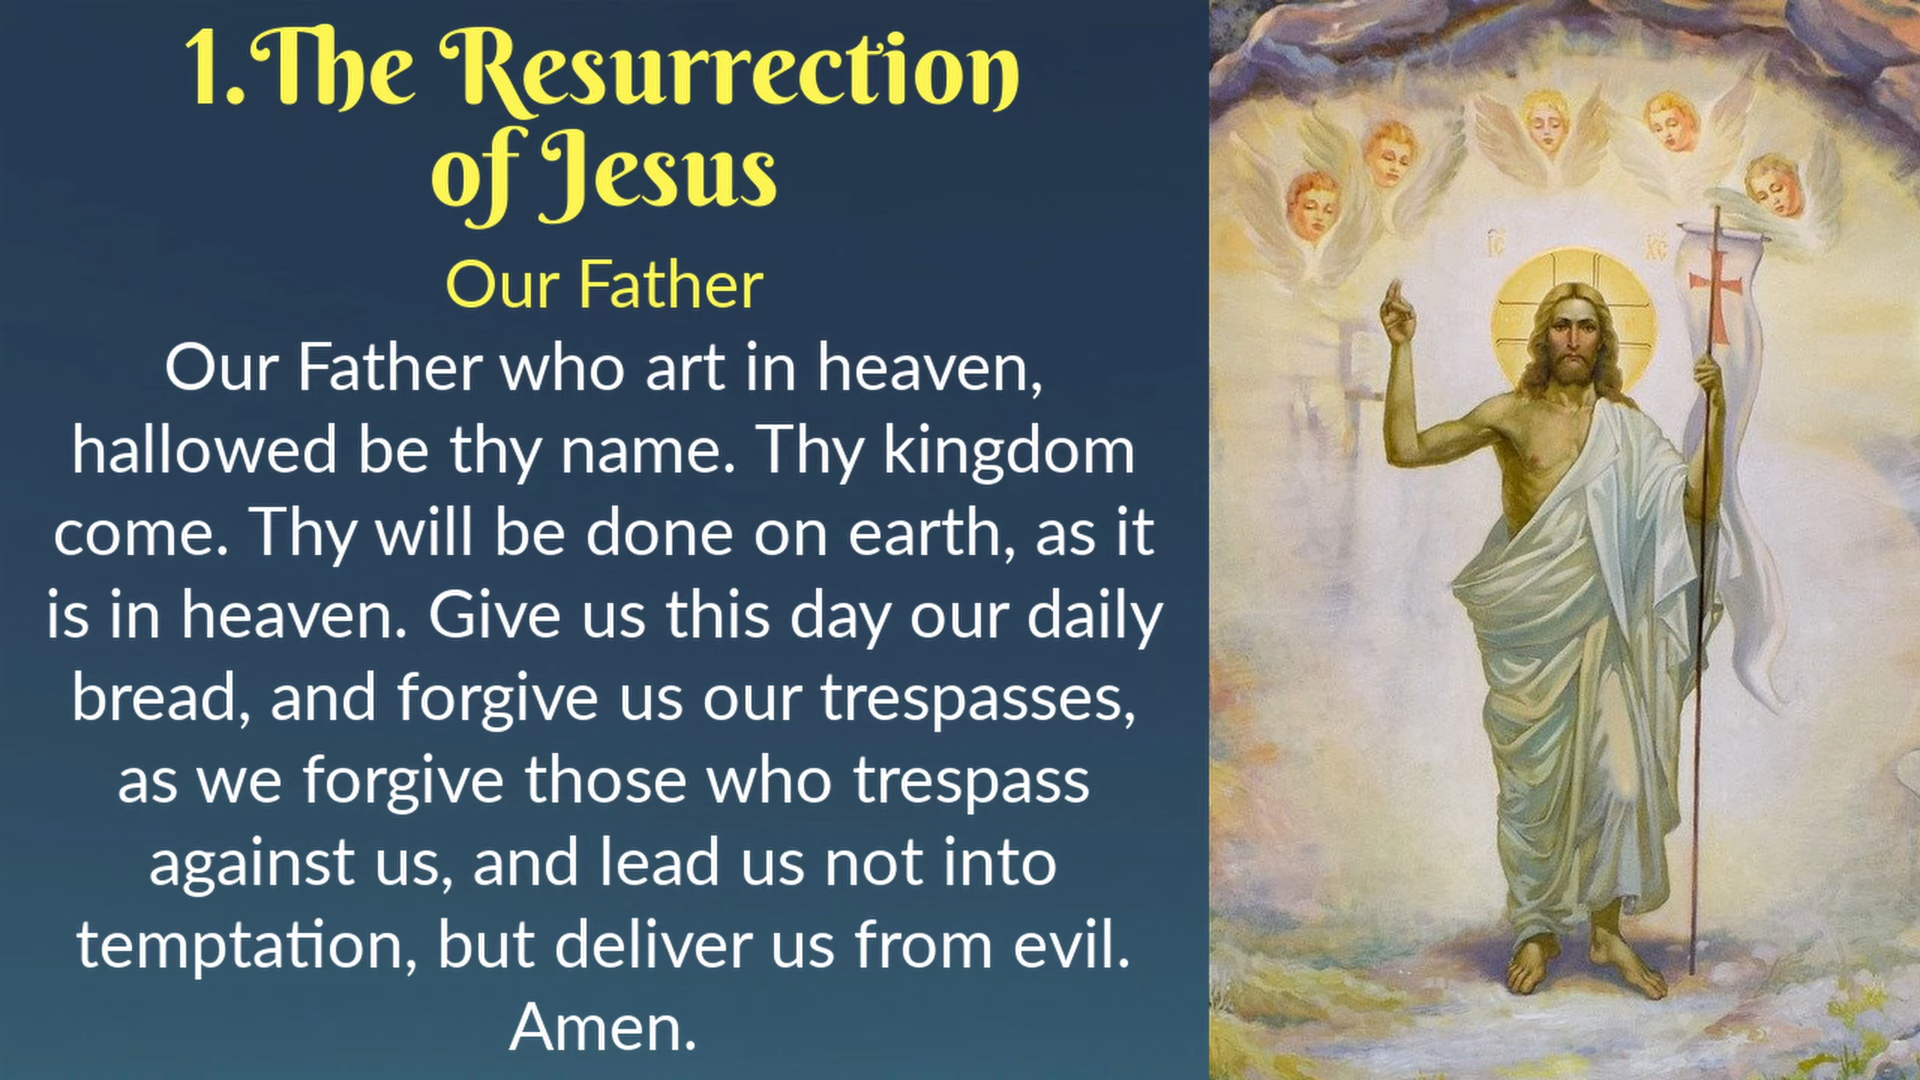 1.The Resurrection
of Jesus
Our Father
Our Father who art in heaven,
hallowed be thy name. Thy kingdom
come. Thy will be done on earth, as it
is in heaven. Give us this day our daily
bread, and forgive us our trespasses,
as we forgive those who trespass
against us, and lead us not into
temptation, but deliver us from evil.
Amen.
IC XC